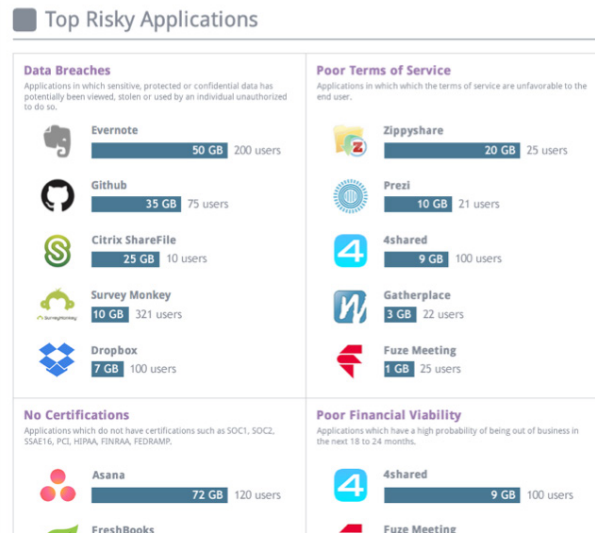 Top Risky Applications
Data Breaches
Applications in which sensitive, protected or confidential data has
potentially been viewed, stolen or used by an individual unauthorized
to do so.
Evernote
50 GB 200 users
Github
35 GB 75 users
Citrix ShareFile
25 GB 10 users
SurveyMonkey
Survey Monkey
10 GB 321 users
Dropbox
7 GB 100 users
Poor Terms of Service
Applications in which which the terms of service are unfavorable to the
end user.
Z
Zippyshare
20 GB 25 users
Prezi
10 GB 21 users
4
4shared
9 GB 100 users
Gatherplace
3 GB 22 users
Fuze Meeting
1 GB 25 users
No Certifications
Applications which do not have certifications such as SOC1, SOC2,
SSAE16, PCI, HIPAA, FINRAA, FEDRAMP.
Asana
72 GB 120 users
FreshBooks
Poor Financial Viability
Applications which have a high probability of being out of business in
the next 18 to 24 months.
4
4shared
9 GB 100 users
Fuze Meeting